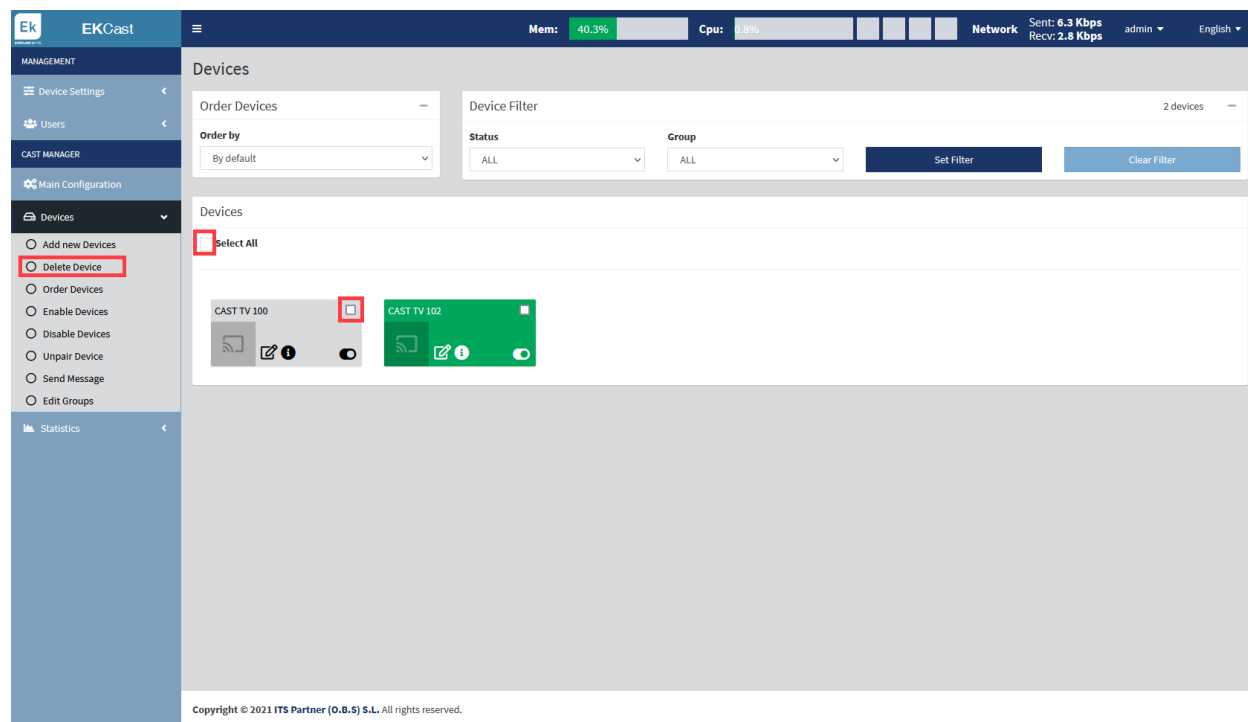 Ek EKCast
Mem: 40.3% Cpu: 0.8% Network Sent: 6.3 Kbps admin English
Recv: 2.8 Kbps
MANAGEMENT
Device Settings
Users
CAST MANAGER
Main Configuration
Devices
Add new Devices
Delete Device
Order Devices
Enable Devices
Disable Devices
Unpair Device
Send Message
Edit Groups
Statistics
Devices
Order Devices
Order by
By default
Device Filter 2 devices
Status Group
ALL ALL Set Filter Clear Filter
Devices
Select All
CAST TV 100 CAST TV 102
Copyright © 2021 ITS Partner (O.B.S) S.L. All rights reserved.